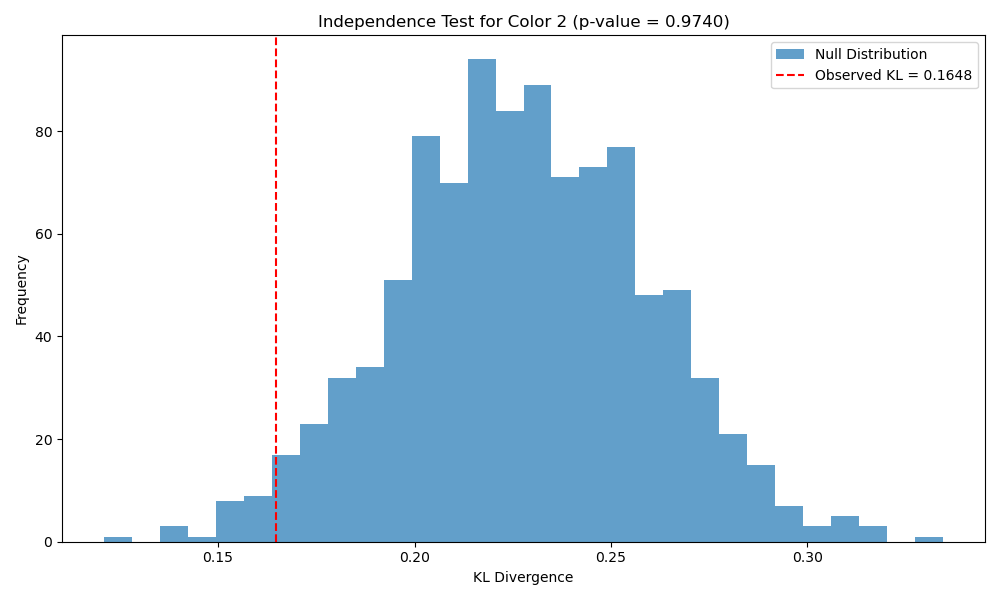 Independence Test for Color 2 (p-value = 0.9740)
Null Distribution
Observed KL = 0.1648
Frequency
80
60
40
20
0
0.15 0.20 0.25 0.30
KL Divergence